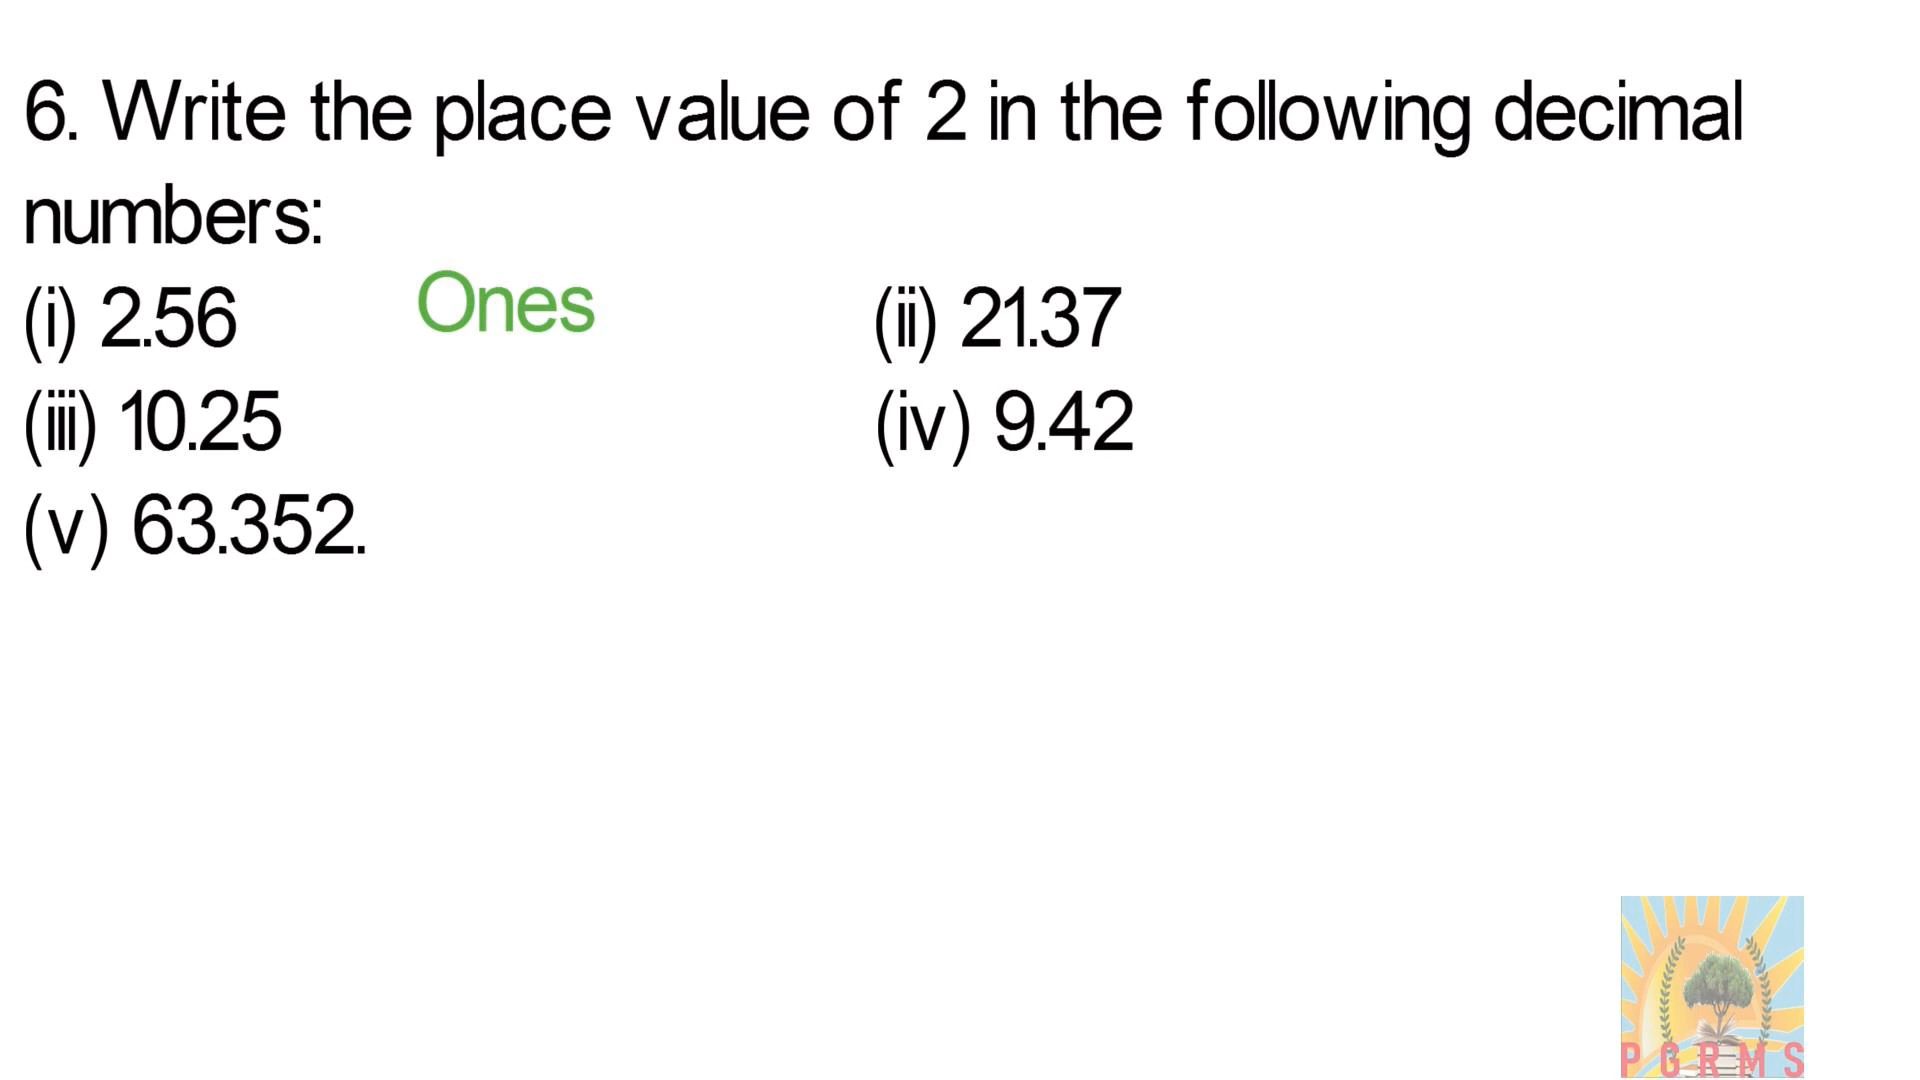 6. Write the place value of 2 in the following decimal
numbers:
(i) 2.56 Ones (ii) 21.37
(iii) 10.25 (iv) 9.42
(v) 63.352.
P G R M S